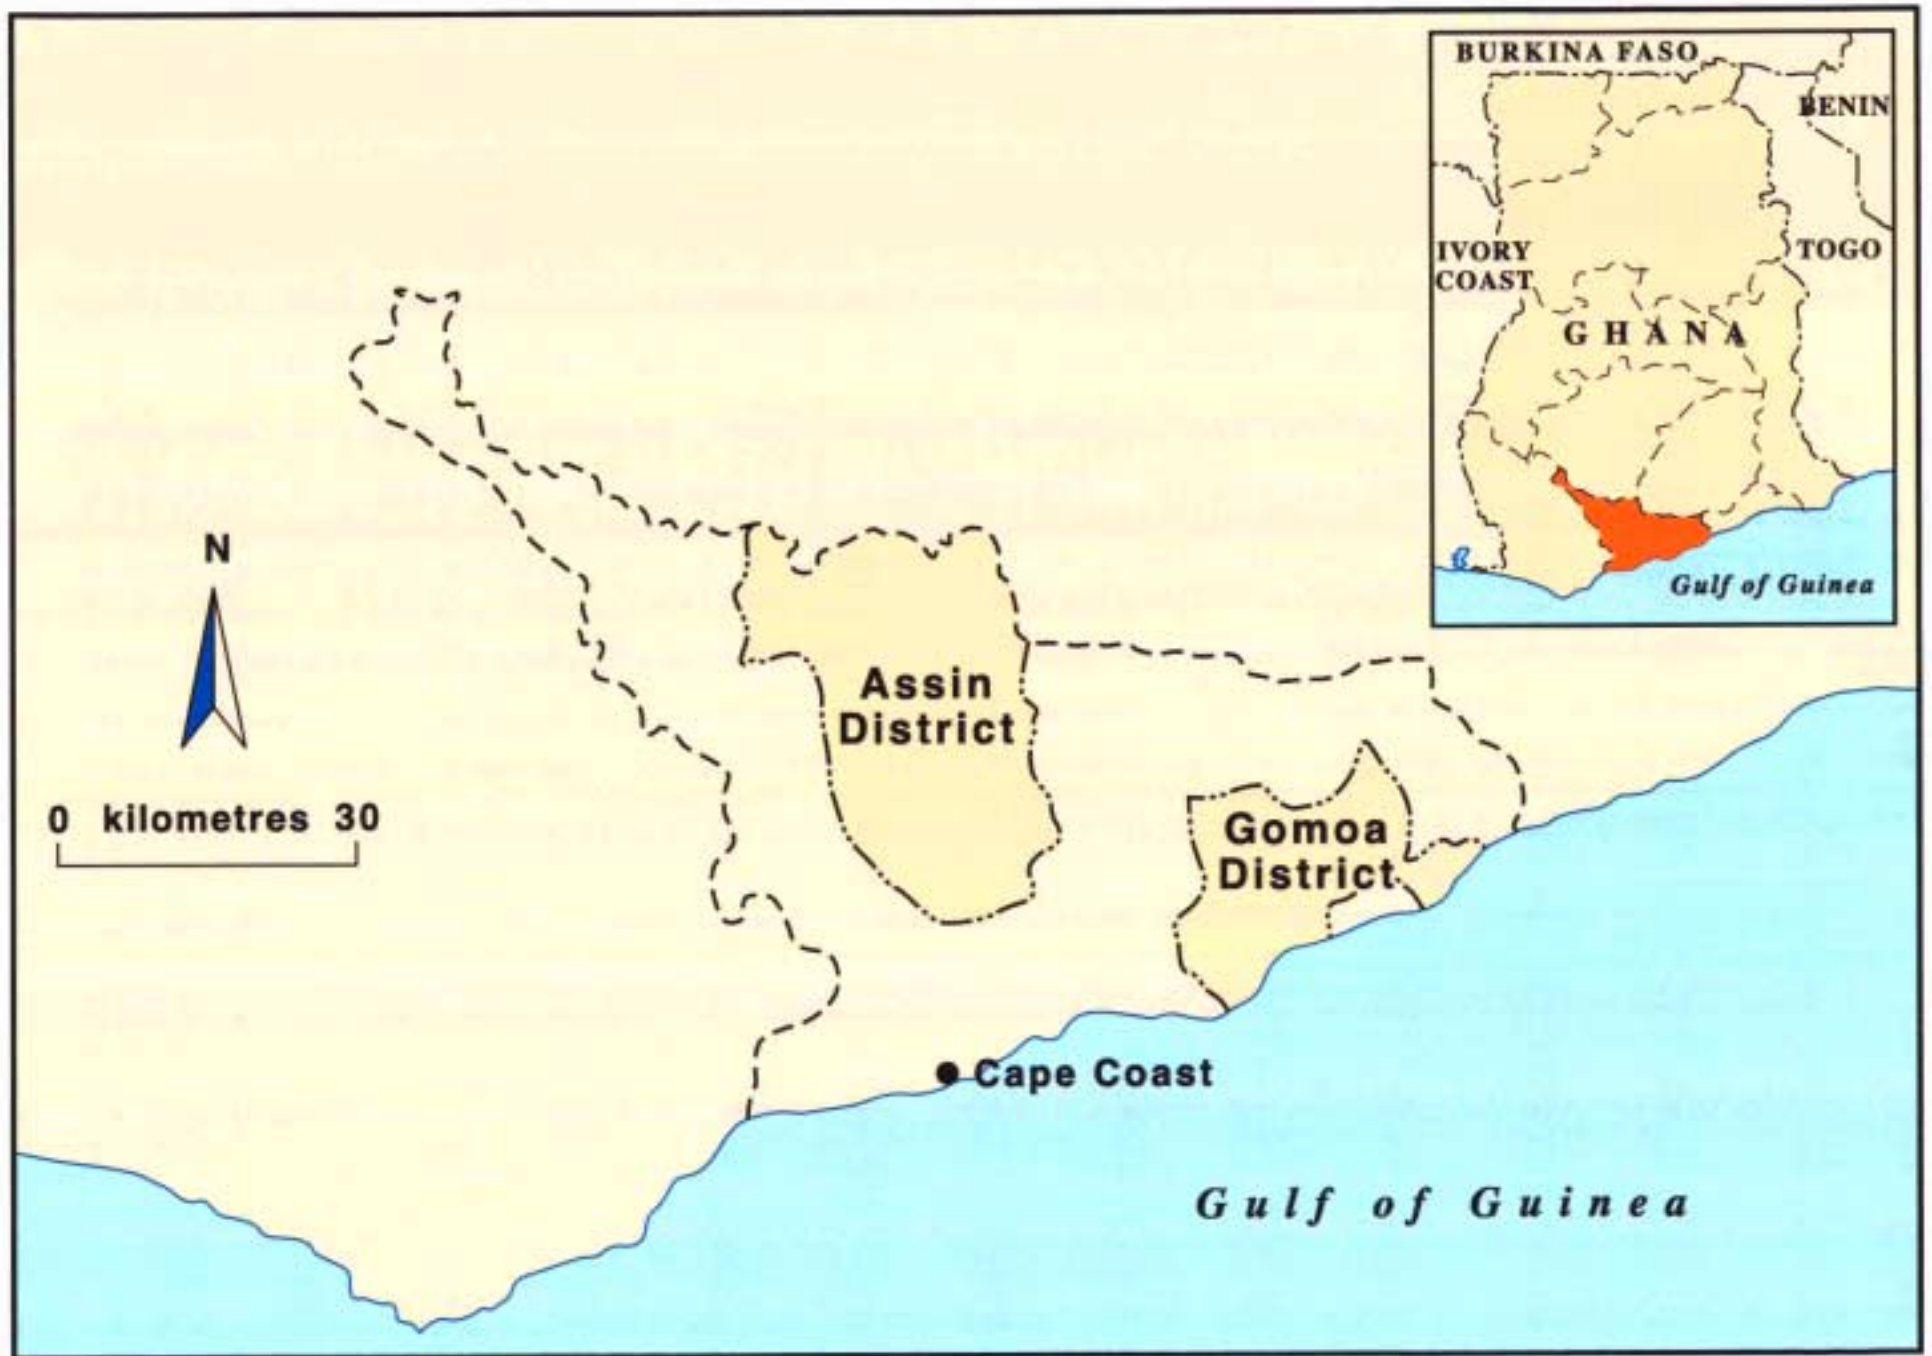 BURKINA FASO
BENIN
IVORY
COAST
TOGO
GHANA
Gulf of Guinea
N
0 kilometres 30
Assin
District
Gomoa
District
Cape Coast
Gulf of Guinea